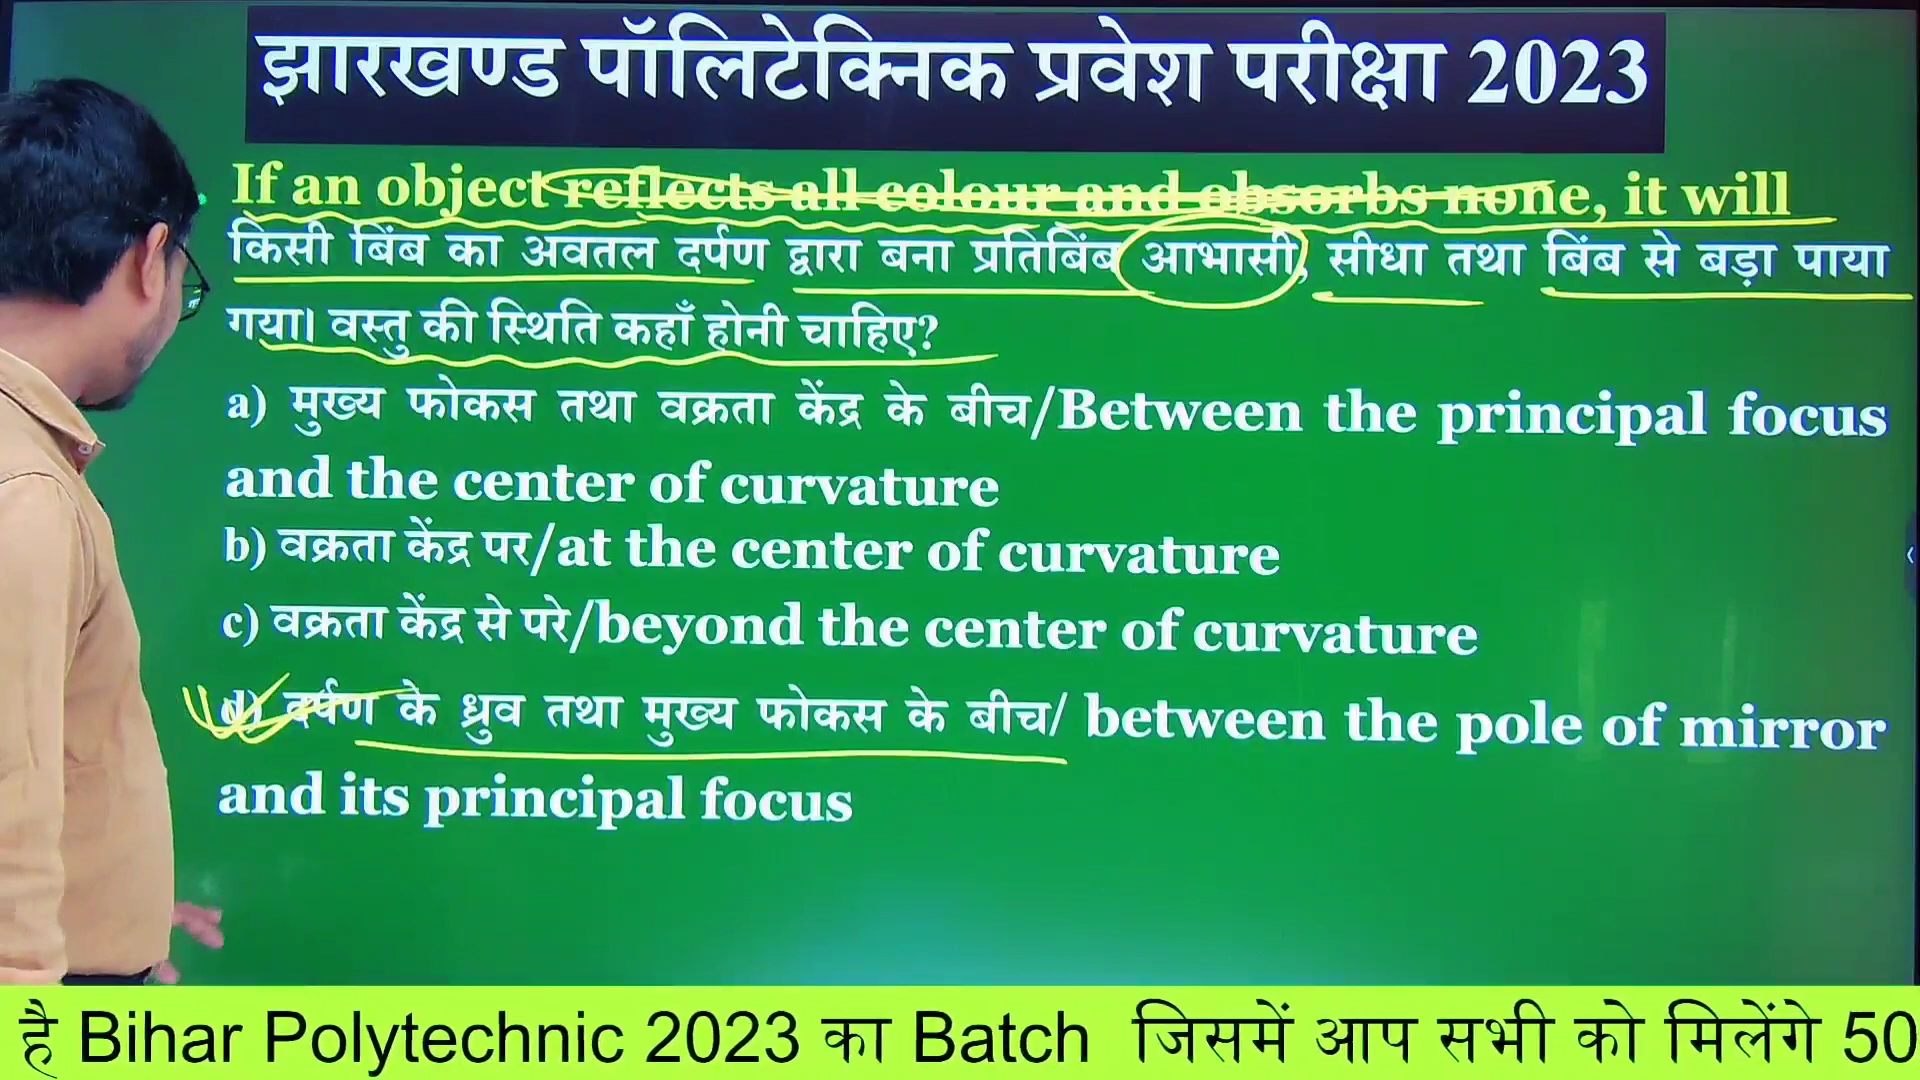 झारखण्ड पॉलिटेक्निक प्रवेश परीक्षा 2023
If an object reflects all colour and obsorbs none, it will
किसी बिंब का अवतल दर्पण द्वारा बना प्रतिबिंब आभासी, सीधा तथा बिंब से बड़ा पाया
गया। वस्तु की स्थिति कहाँ होनी चाहिए?
a) मुख्य फोकस तथा वक्रता केंद्र के बीच/Between the principal focus
and the center of curvature
b) वक्रता केंद्र पर/at the center of curvature
c) वक्रता केंद्र से परे/beyond the center of curvature
d) दर्पण के ध्रुव तथा मुख्य फोकस के बीच/ between the pole of mirror
and its principal focus
है Bihar Polytechnic 2023 का Batch जिसमें आप सभी को मिलेंगे 50